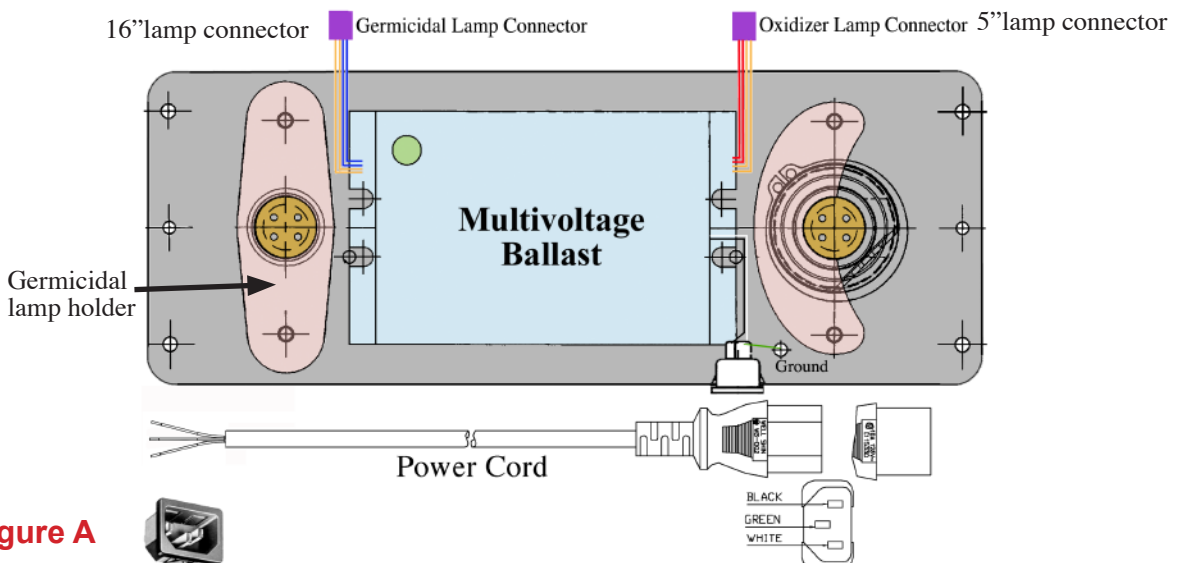 16”lamp connector
Germicidal Lamp Connector
Oxidizer Lamp Connector
5”lamp connector
Multivoltage
Ballast
Germicidal
lamp holder
Ground
Power Cord
BLACK
GREEN
WHITE
gure A